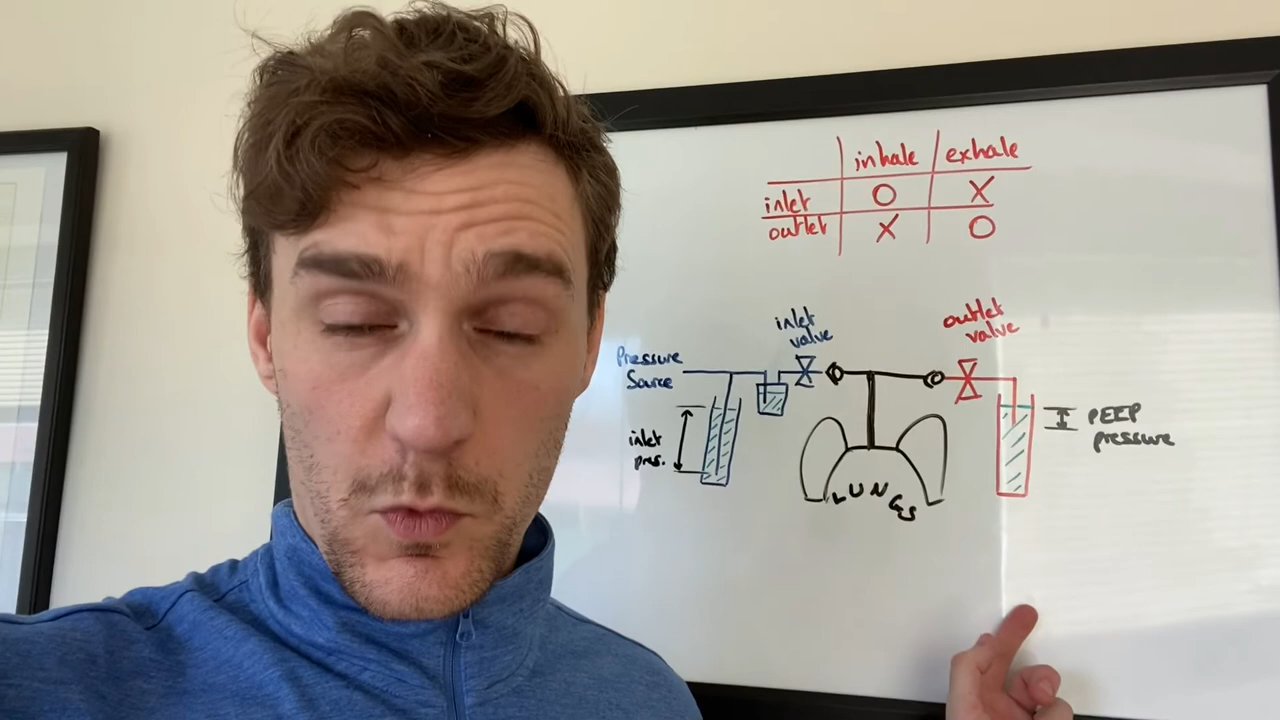 inhale exhale
inlet O X
outlet X O
inlet
valve
outlet
valve
Pressure
Source
inlet
pres.
PEEP
pressure
LUNGS